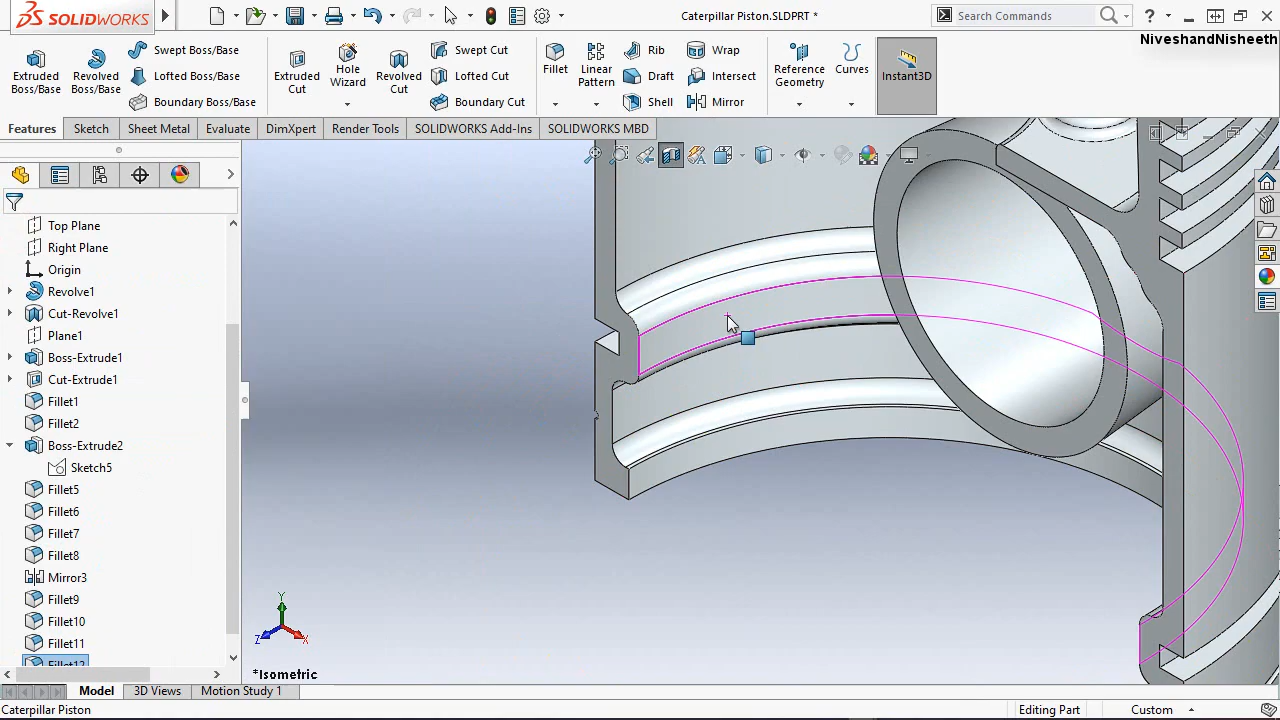 SOLIDWORKS
Caterpillar Piston.SLDPRT *
Search Commands
NiveshandNisheeth
Extruded
Boss/Base
Revolved
Boss/Base
Swept Boss/Base
Lofted Boss/Base
Boundary Boss/Base
Extruded
Cut
Hole
Wizard
Revolved
Cut
Swept Cut
Lofted Cut
Boundary Cut
Fillet
Linear
Pattern
Rib
Draft
Shell
Wrap
Intersect
Mirror
Reference
Geometry
Curves
Instant3D
Features
Sketch
Sheet Metal
Evaluate
DimXpert
Render Tools
SOLIDWORKS Add-Ins
SOLIDWORKS MBD
Top Plane
Right Plane
Origin
Revolve1
Cut-Revolve1
Plane1
Boss-Extrude1
Cut-Extrude1
Fillet1
Fillet2
Boss-Extrude2
Sketch5
Fillet5
Fillet6
Fillet7
Fillet8
Mirror3
Fillet9
Fillet10
Fillet11
Fillet12
Y
Z
X
*Isometric
Model
3D Views
Motion Study 1
Caterpillar Piston
Editing Part
Custom